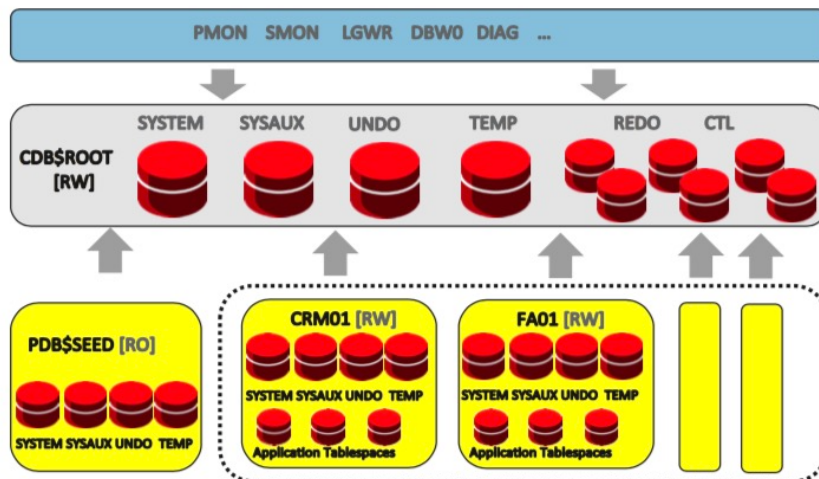 PMON SMON LGWR DBW0 DIAG ...
SYSTEM SYSAUX UNDO TEMP REDO CTL
CDB$ROOT
[RW]
PDB$SEED [RO]
SYSTEM SYSAUX UNDO TEMP
CRM01 [RW]
SYSTEM SYSAUX UNDO TEMP
Application Tablespaces
FA01 [RW]
SYSTEM SYSAUX UNDO TEMP
Application Tablespaces